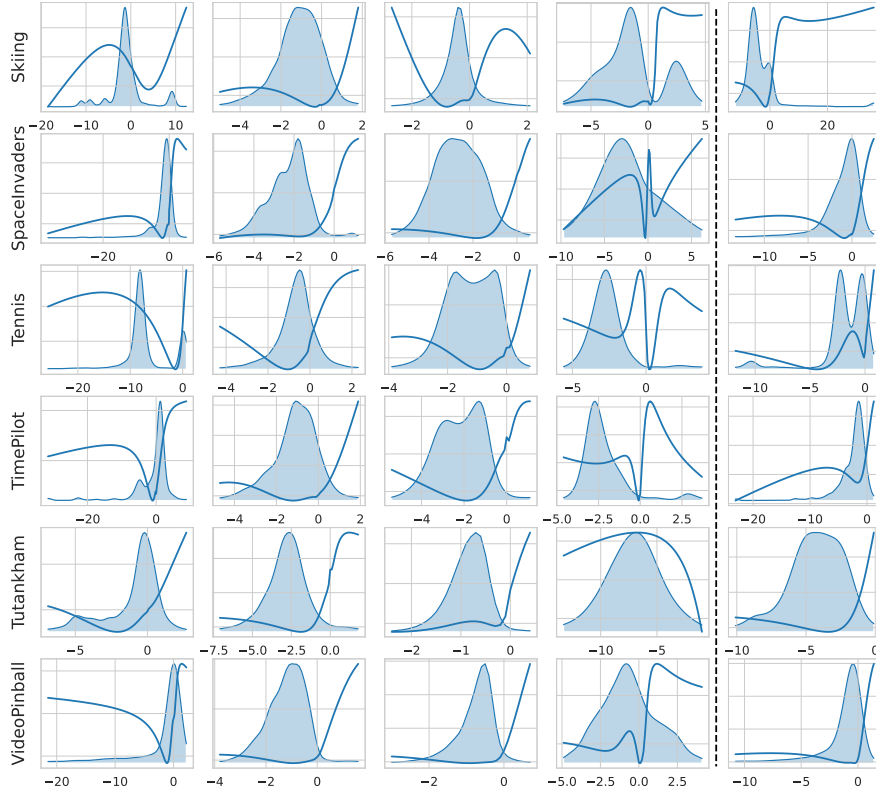 Skiing
−20 −10 0 10 −4 −2 0 2 −2 0 2 −5 0 5 0 20
SpaceInvaders
−20 0 −6 −4 −2 0 −6 −4 −2 0 −10 −5 0 5 −10 −5 0
Tennis
−20 −10 0 −4 −2 0 2 −4 −2 0 −5 0 −10 −5 0
TimePilot
−20 0 −4 −2 0 2 −4 −2 0 −5.0 −2.5 0.0 2.5 −20 −10 0
Tutankham
−5 0 −7.5 −5.0 −2.5 0.0 −2 −1 0 −10 −5 −10 −5 0
VideoPinball
−20 −10 0 −4 −2 0 −2 0 −5.0 −2.5 0.0 2.5 −10 −5 0